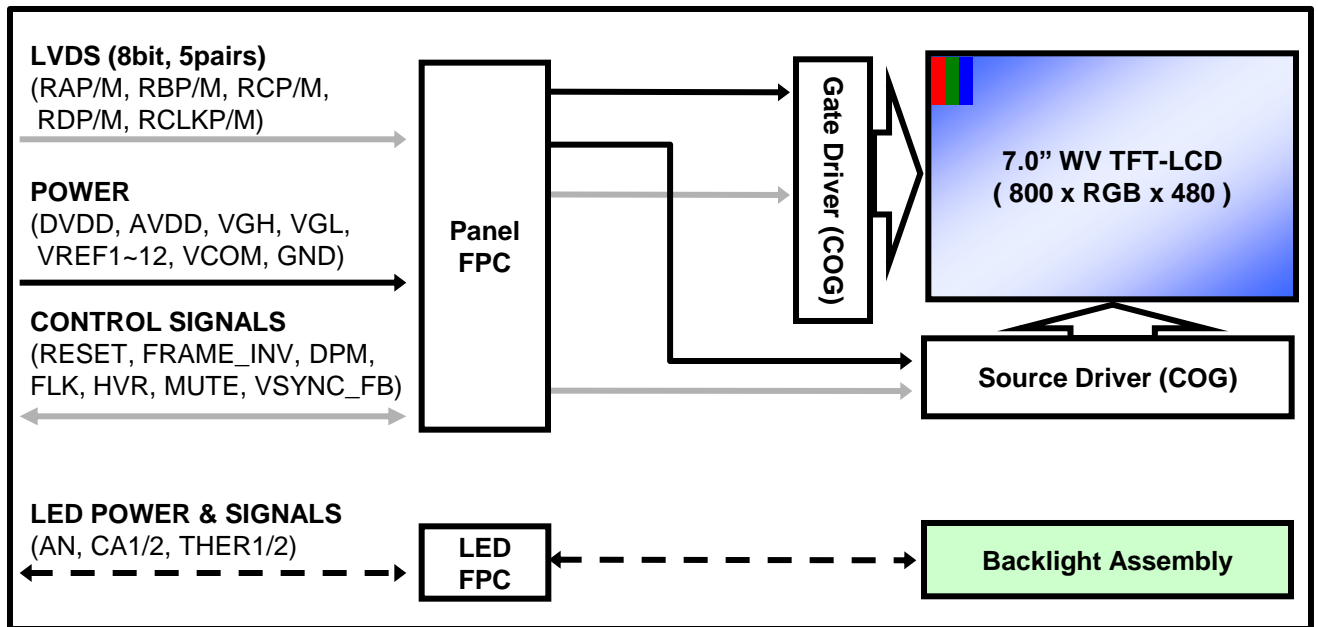 LVDS (8bit, 5pairs)
(RAP/M, RBP/M, RCP/M,
RDP/M, RCLKP/M)
POWER
(DVDD, AVDD, VGH, VGL,
VREF1~12, VCOM, GND)
CONTROL SIGNALS
(RESET, FRAME_INV, DPM,
FLK, HVR, MUTE, VSYNC_FB)
LED POWER & SIGNALS
(AN, CA1/2, THER1/2)
Panel
FPC
LED
FPC
Gate Driver (COG)
7.0” WV TFT-LCD
( 800 x RGB x 480 )
Source Driver (COG)
Backlight Assembly